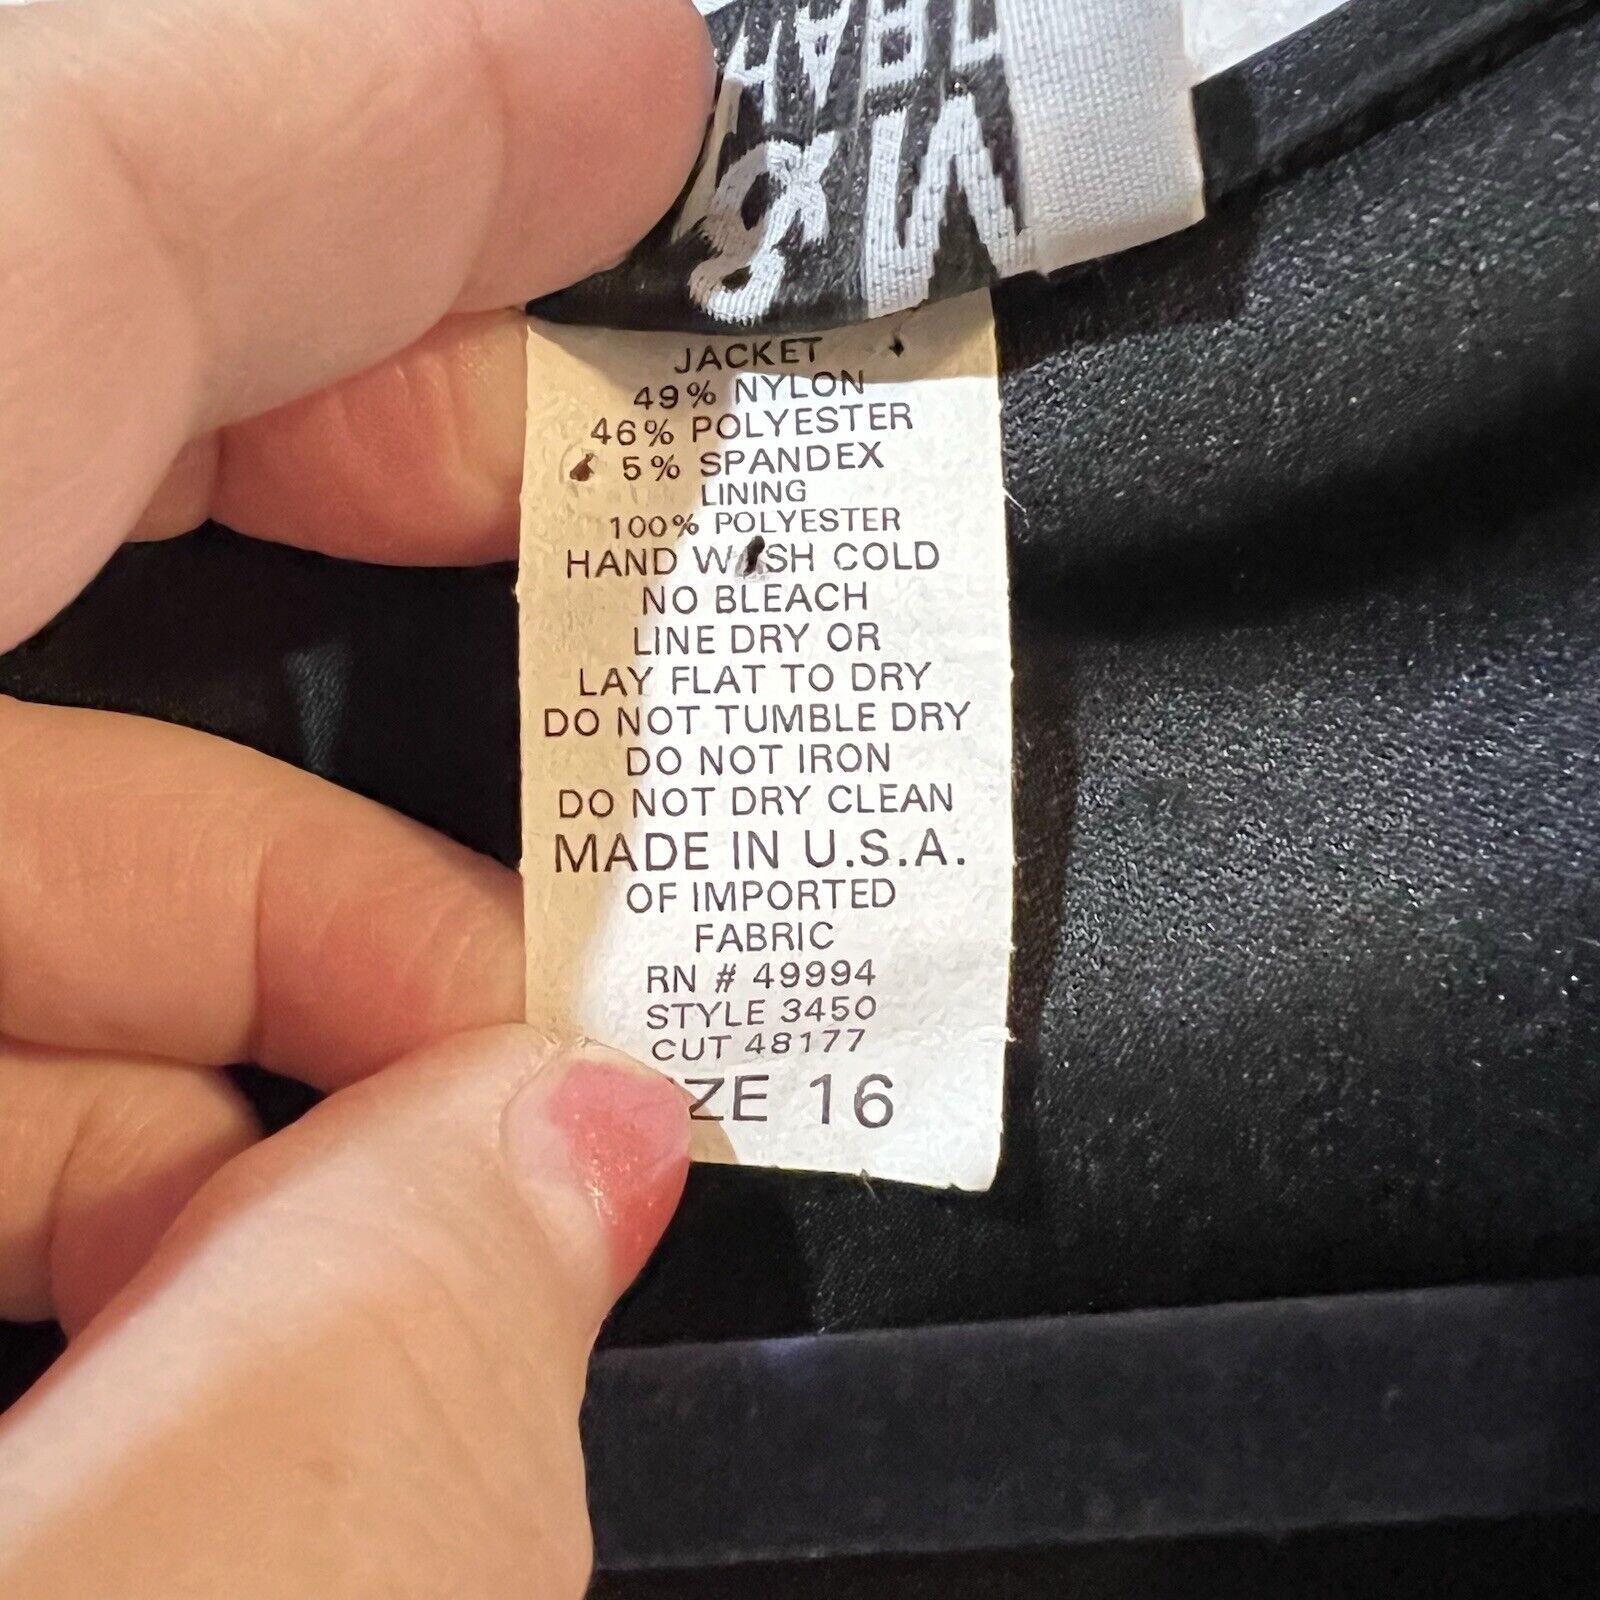 JACKET
49% NYLON
46% POLYESTER
5% SPANDEX
LINING
100% POLYESTER
HAND WASH COLD
NO BLEACH
LINE DRY OR
LAY FLAT TO DRY
DO NOT TUMBLE DRY
DO NOT IRON
DO NOT DRY CLEAN
MADE IN U.S.A.
OF IMPORTED
FABRIC
RN # 49994
STYLE 3450
CUT 48177
SIZE 16